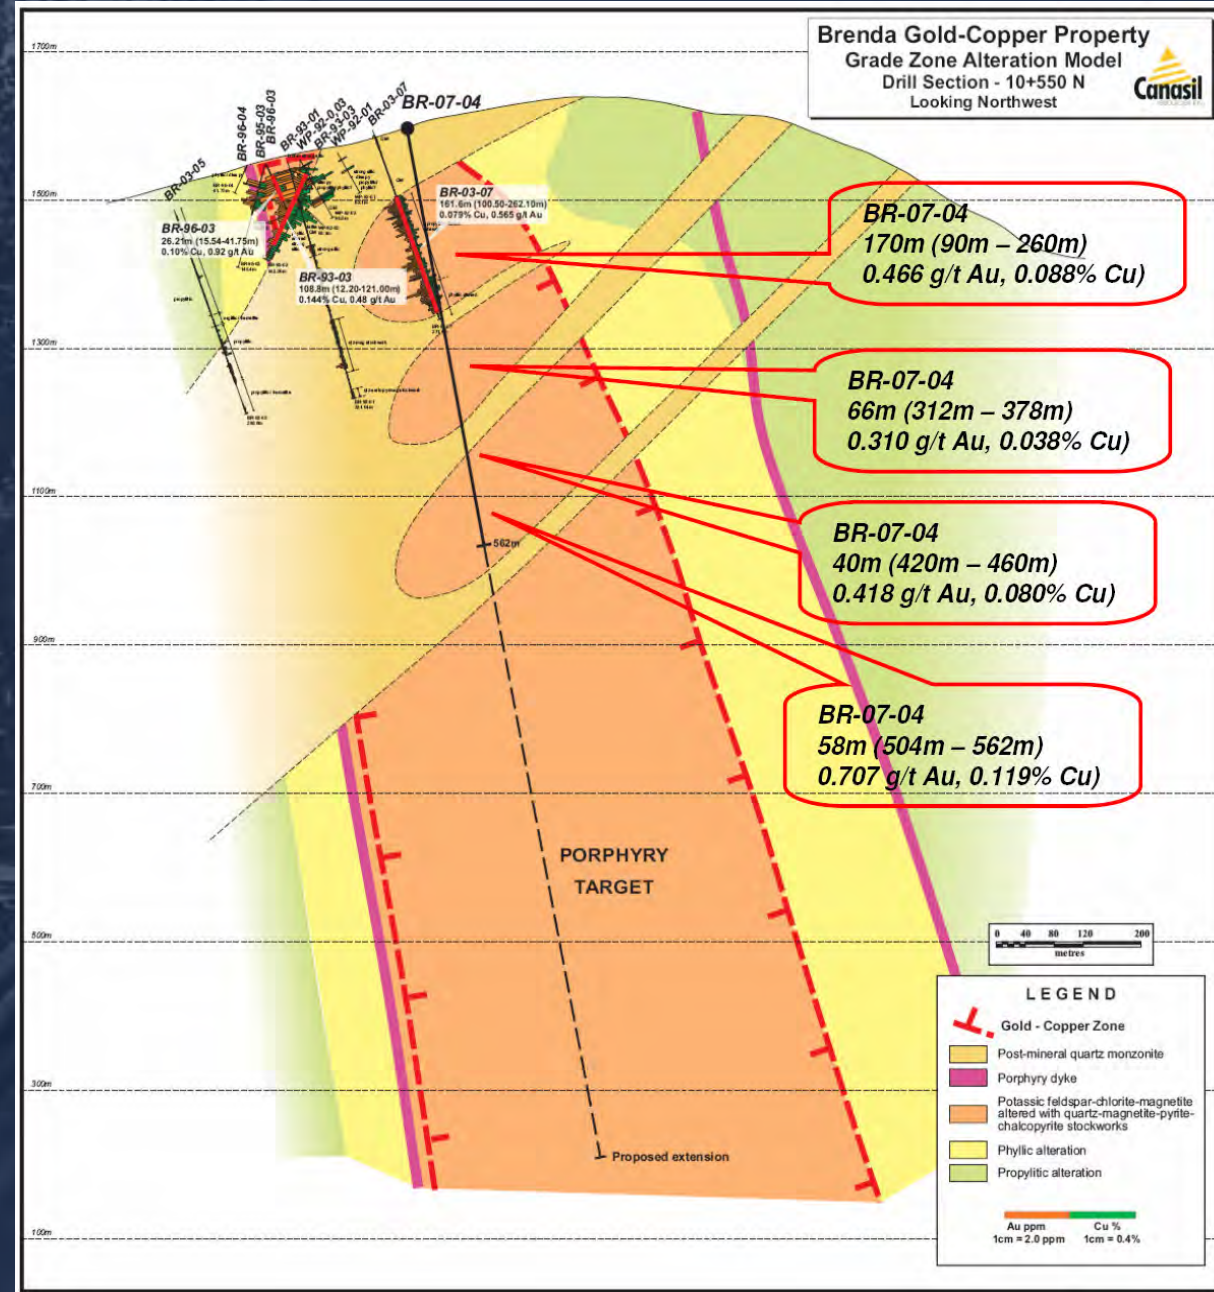 Brenda Gold-Copper Property
Grade Zone Alteration Model
Drill Section - 10+550 N
Looking Northwest
Canasil
1700m
1500m
1300m
1100m
900m
700m
500m
300m
100m
BR-03-05
BR-96-04
BR-95-03
BR-96-03
BR-93-01
WP-92-0,03
BR-93-03
WP-92-01
BR-03-07
BR-07-04
BR-96-03
26.21m (15.54-41.75m)
0.10% Cu, 0.92 g/t Au
BR-93-03
108.8m (12.20-121.00m)
0.144% Cu, 0.48 g/t Au
BR-03-07
161.6m (100.50-262.10m)
0.079% Cu, 0.565 g/t Au
BR-07-04
170m (90m – 260m)
0.466 g/t Au, 0.088% Cu)
BR-07-04
66m (312m – 378m)
0.310 g/t Au, 0.038% Cu)
BR-07-04
40m (420m – 460m)
0.418 g/t Au, 0.080% Cu)
BR-07-04
58m (504m – 562m)
0.707 g/t Au, 0.119% Cu)
562m
PORPHYRY
TARGET
Proposed extension
0 40 80 120 200
metres
LEGEND
Gold - Copper Zone
Post-mineral quartz monzonite
Porphyry dyke
Potassic feldspar-chlorite-magnetite
altered with quartz-magnetite-pyrite-
chalcopyrite stockworks
Phyllic alteration
Propylitic alteration
Au ppm
1cm = 2.0 ppm
Cu %
1cm = 0.4%